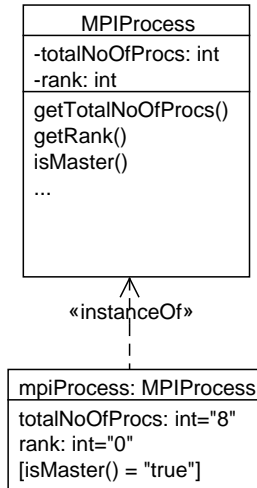 MPIProcess
-totalNoOfProcs: int
-rank: int
getTotalNoOfProcs()
getRank()
isMaster()
...
«instanceOf»
mpiProcess: MPIProcess
totalNoOfProcs: int="8"
rank: int="0"
[isMaster() = "true"]